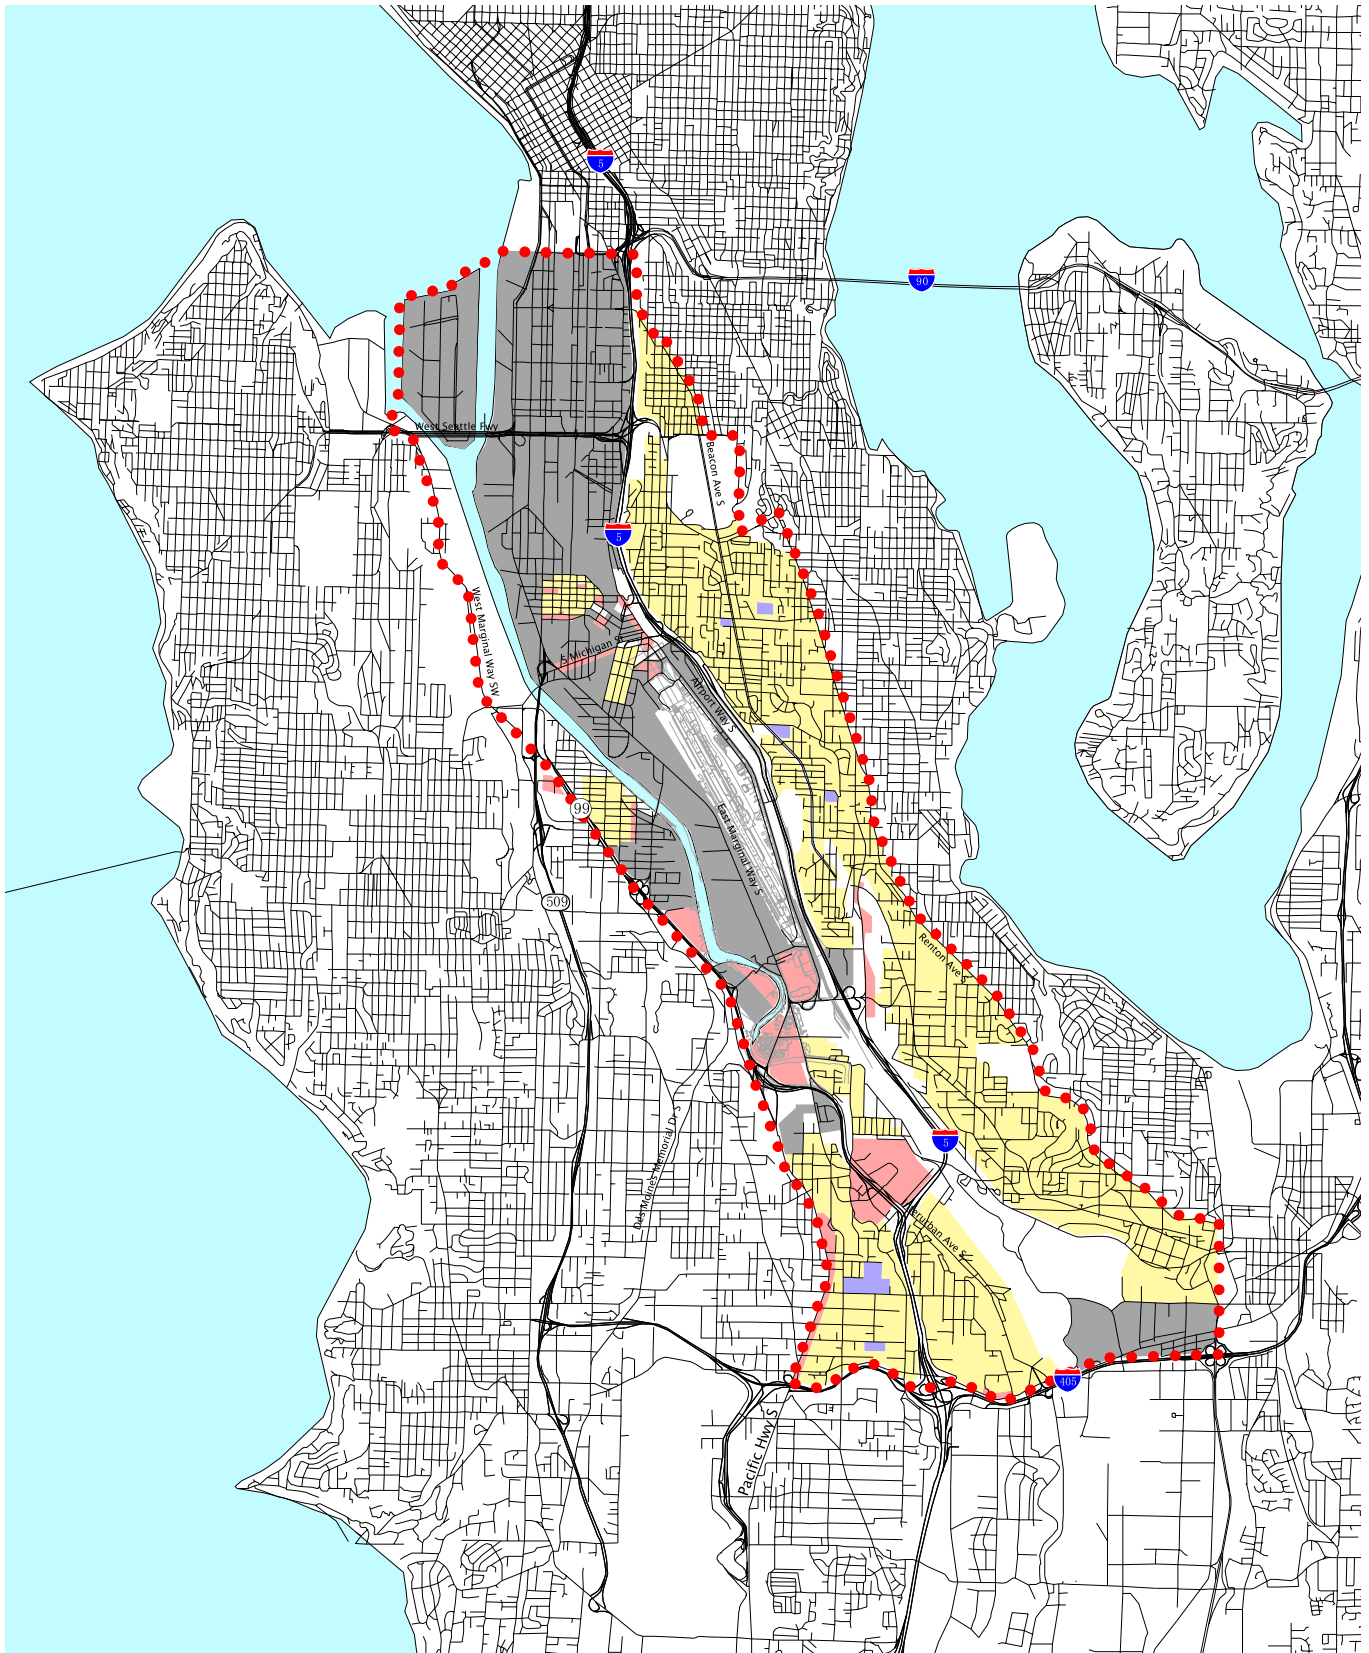 5
90
West Seattle Fwy
Beacon Ave S
5
West Marginal Way SW
S Michigan St
Airport Way S
East Marginal Way S
99
509
Renton Ave S
Des Moines Memorial Dr S
5
Interurban Ave S
405
Pacific Hwy S